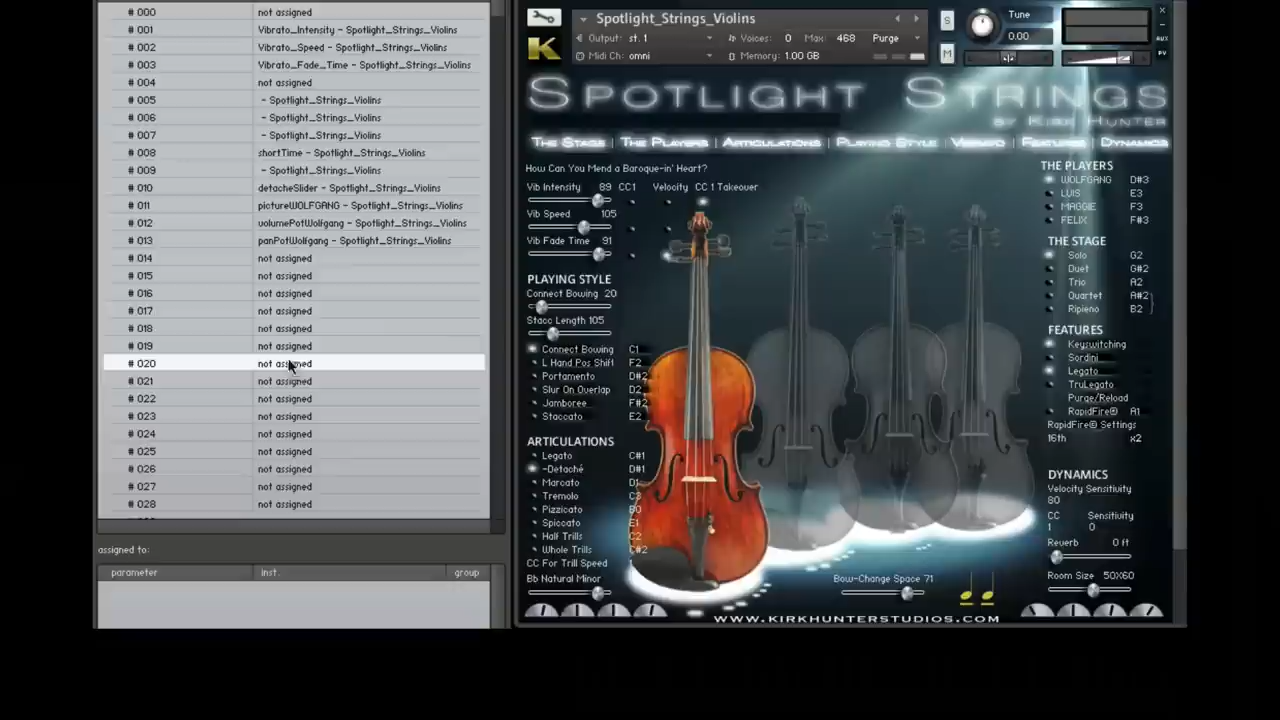 # 000 not assigned
# 001 Vibrato_Intensity - Spotlight_Strings_Violins
# 002 Vibrato_Speed - Spotlight_Strings_Violins
# 003 Vibrato_Fade_Time - Spotlight_Strings_Violins
# 004 not assigned
# 005 - Spotlight_Strings_Violins
# 006 - Spotlight_Strings_Violins
# 007 - Spotlight_Strings_Violins
# 008 shortTime - Spotlight_Strings_Violins
# 009 - Spotlight_Strings_Violins
# 010 detacheSlider - Spotlight_Strings_Violins
# 011 pictureWOLFGANG - Spotlight_Strings_Violins
# 012 volumePotWolfgang - Spotlight_Strings_Violins
# 013 panPotWolfgang - Spotlight_Strings_Violins
# 014 not assigned
# 015 not assigned
# 016 not assigned
# 017 not assigned
# 018 not assigned
# 019 not assigned
# 020 not assigned
# 021 not assigned
# 022 not assigned
# 023 not assigned
# 024 not assigned
# 025 not assigned
# 026 not assigned
# 027 not assigned
# 028 not assigned
assigned to:
parameter inst. group
Spotlight_Strings_Violins
Output: st. 1 Voices: 0 Max: 468 Purge
Midi Ch: omni Memory: 1.00 GB
S
M
Tune
0.00
AUX
PV
SPOTLIGHT STRINGS
BY KIRK HUNTER
THE STAGE | THE PLAYERS | ARTICULATIONS | PLAYING STYLE | VIBRATO | FEATURES | DYNAMICS
How Can You Mend a Baroque-in' Heart?
Vib Intensity 89 CC1 Velocity CC 1 Takeover
Vib Speed 105
Vib Fade Time 91
PLAYING STYLE
Connect Bowing 20
Stacc Length 105
Connect Bowing C1
L Hand Pos Shift F2
Portamento D#2
Slur On Overlap D2
Jamboree F#2
Staccato E2
ARTICULATIONS
Legato C#1
-Detaché D#1
Marcato D1
Tremolo C3
Pizzicato B0
Spiccato E1
Half Trills C2
Whole Trills C#2
CC For Trill Speed
Bb Natural Minor
Bow-Change Space 71
THE PLAYERS
WOLFGANG D#3
LUIS E3
MAGGIE F3
FELIX F#3
THE STAGE
Solo G2
Duet G#2
Trio A2
Quartet A#2
Ripieno B2
FEATURES
Keyswitching
Sordini
Legato
TruLegato
Purge/Reload
RapidFire® A1
RapidFire® Settings
16th x2
DYNAMICS
Velocity Sensitivity
80
CC Sensitivity
1 0
Reverb 0 ft
Room Size 50X60
WWW.KIRKHUNTERSTUDIOS.COM